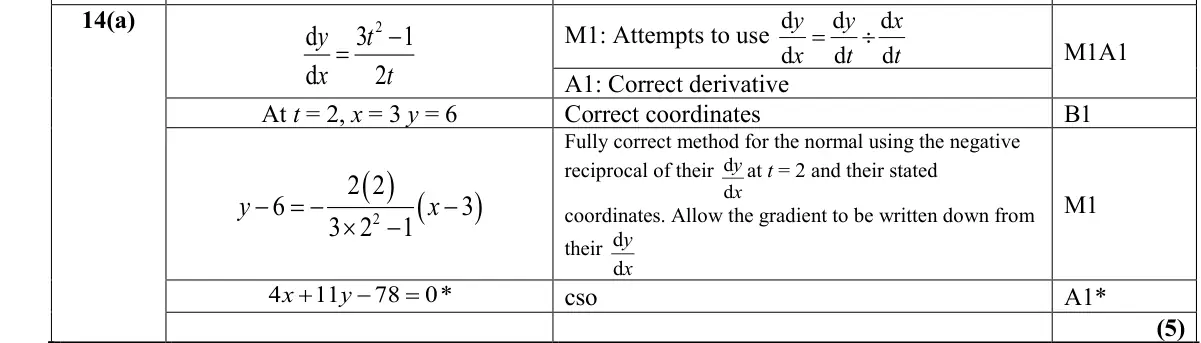 14(a)
dy/dx = (3t² − 1)/(2t)
M1: Attempts to use dy/dx = dy/dt ÷ dx/dt
M1A1
A1: Correct derivative
At t = 2, x = 3 y = 6
Correct coordinates
B1
y − 6 = − 2(2)/(3 × 2² − 1) (x − 3)
Fully correct method for the normal using the negative
reciprocal of their dy/dx at t = 2 and their stated
coordinates. Allow the gradient to be written down from
their dy/dx
M1
4x + 11y − 78 = 0 *
cso
A1*
(5)